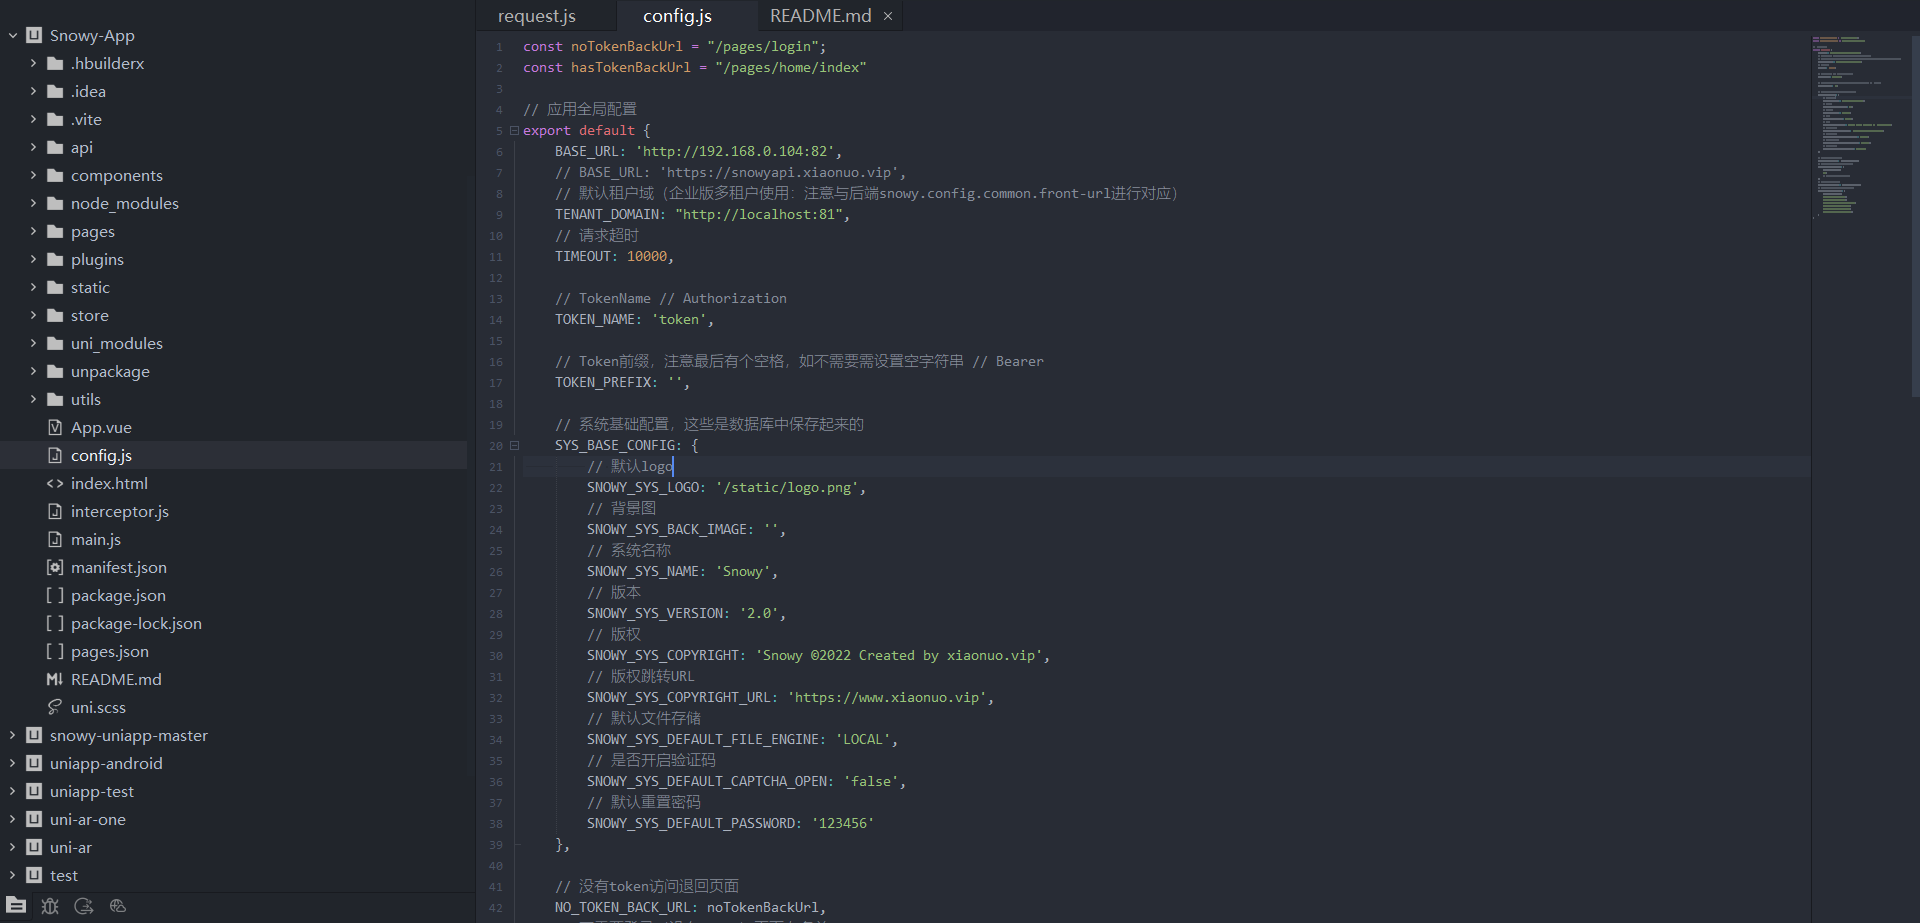 Snowy-App
.hbuilderx
.idea
.vite
api
components
node_modules
pages
plugins
static
store
uni_modules
unpackage
utils
App.vue
config.js
index.html
interceptor.js
main.js
manifest.json
package.json
package-lock.json
pages.json
README.md
uni.scss
snowy-uniapp-master
uniapp-android
uniapp-test
uni-ar-one
uni-ar
test
request.js config.js README.md ×
1 const noTokenBackUrl = "/pages/login";
2 const hasTokenBackUrl = "/pages/home/index"
3
4 // 应用全局配置
5 export default {
6 BASE_URL: 'http://192.168.0.104:82',
7 // BASE_URL: 'https://snowyapi.xiaonuo.vip',
8 // 默认租户域（企业版多租户使用：注意与后端snowy.config.common.front-url进行对应）
9 TENANT_DOMAIN: "http://localhost:81",
10 // 请求超时
11 TIMEOUT: 10000,
12
13 // TokenName // Authorization
14 TOKEN_NAME: 'token',
15
16 // Token前缀，注意最后有个空格，如不需要需设置空字符串 // Bearer
17 TOKEN_PREFIX: '',
18
19 // 系统基础配置，这些是数据库中保存起来的
20 SYS_BASE_CONFIG: {
21 // 默认logo
22 SNOWY_SYS_LOGO: '/static/logo.png',
23 // 背景图
24 SNOWY_SYS_BACK_IMAGE: '',
25 // 系统名称
26 SNOWY_SYS_NAME: 'Snowy',
27 // 版本
28 SNOWY_SYS_VERSION: '2.0',
29 // 版权
30 SNOWY_SYS_COPYRIGHT: 'Snowy ©2022 Created by xiaonuo.vip',
31 // 版权跳转URL
32 SNOWY_SYS_COPYRIGHT_URL: 'https://www.xiaonuo.vip',
33 // 默认文件存储
34 SNOWY_SYS_DEFAULT_FILE_ENGINE: 'LOCAL',
35 // 是否开启验证码
36 SNOWY_SYS_DEFAULT_CAPTCHA_OPEN: 'false',
37 // 默认重置密码
38 SNOWY_SYS_DEFAULT_PASSWORD: '123456'
39 },
40
41 // 没有token访问退回页面
42 NO_TOKEN_BACK_URL: noTokenBackUrl,